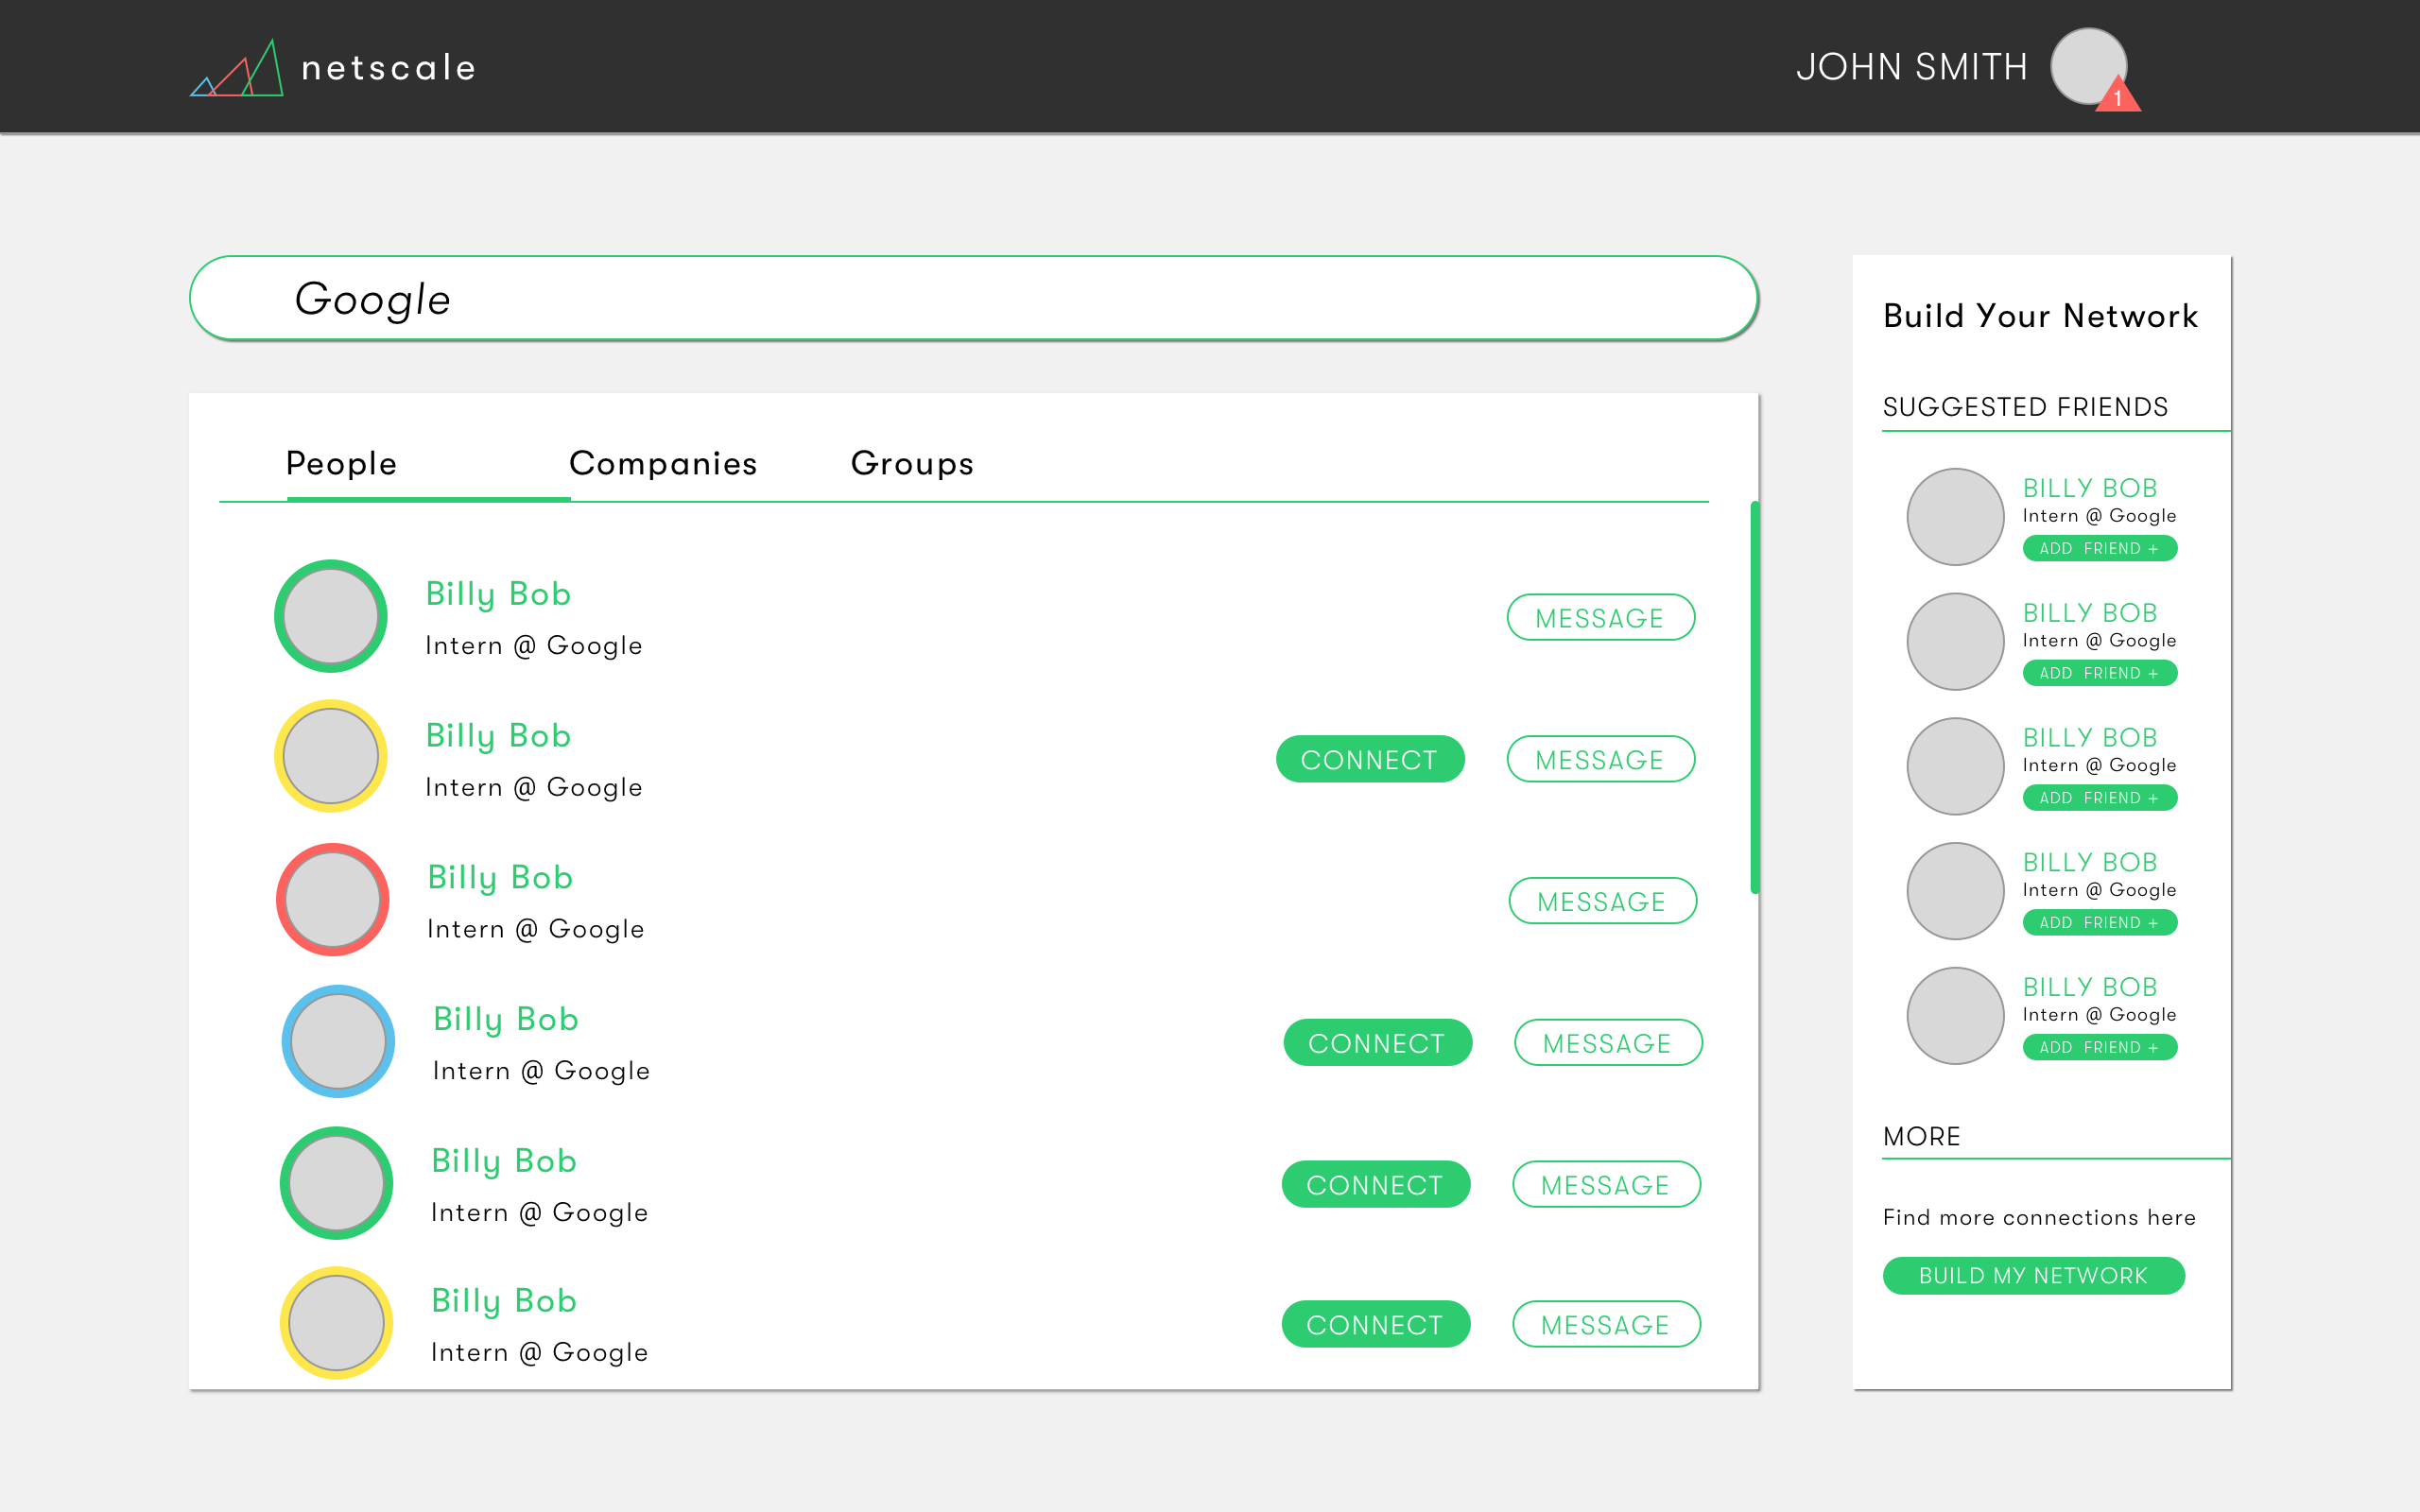 netscale
JOHN SMITH
1
Google
People Companies Groups
Billy Bob
Intern @ Google
MESSAGE
Billy Bob
Intern @ Google
CONNECT MESSAGE
Billy Bob
Intern @ Google
MESSAGE
Billy Bob
Intern @ Google
CONNECT MESSAGE
Billy Bob
Intern @ Google
CONNECT MESSAGE
Billy Bob
Intern @ Google
CONNECT MESSAGE
Build Your Network
SUGGESTED FRIENDS
BILLY BOB
Intern @ Google
ADD FRIEND +
BILLY BOB
Intern @ Google
ADD FRIEND +
BILLY BOB
Intern @ Google
ADD FRIEND +
BILLY BOB
Intern @ Google
ADD FRIEND +
BILLY BOB
Intern @ Google
ADD FRIEND +
MORE
Find more connections here
BUILD MY NETWORK